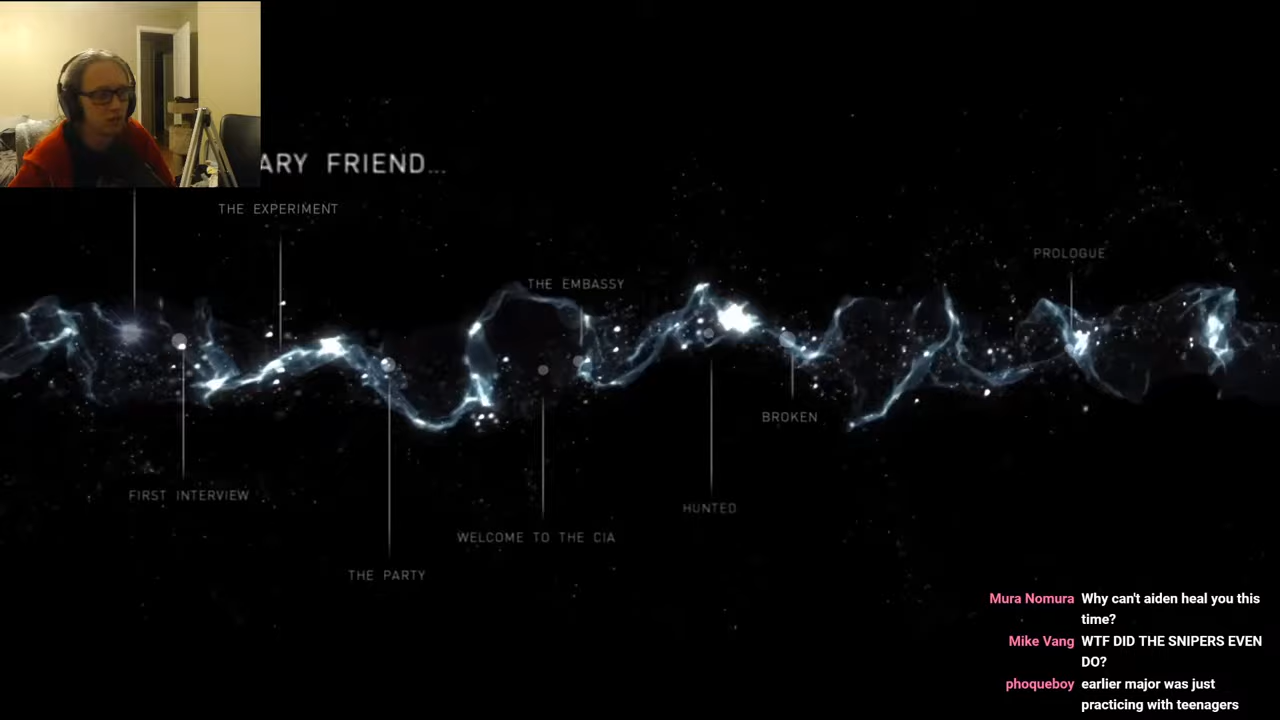 ARY FRIEND...
THE EXPERIMENT
PROLOGUE
THE EMBASSY
BROKEN
FIRST INTERVIEW
HUNTED
WELCOME TO THE CIA
THE PARTY
Mura Nomura Why can't aiden heal you this
time?
Mike Vang WTF DID THE SNIPERS EVEN
DO?
phoqueboy earlier major was just
practicing with teenagers